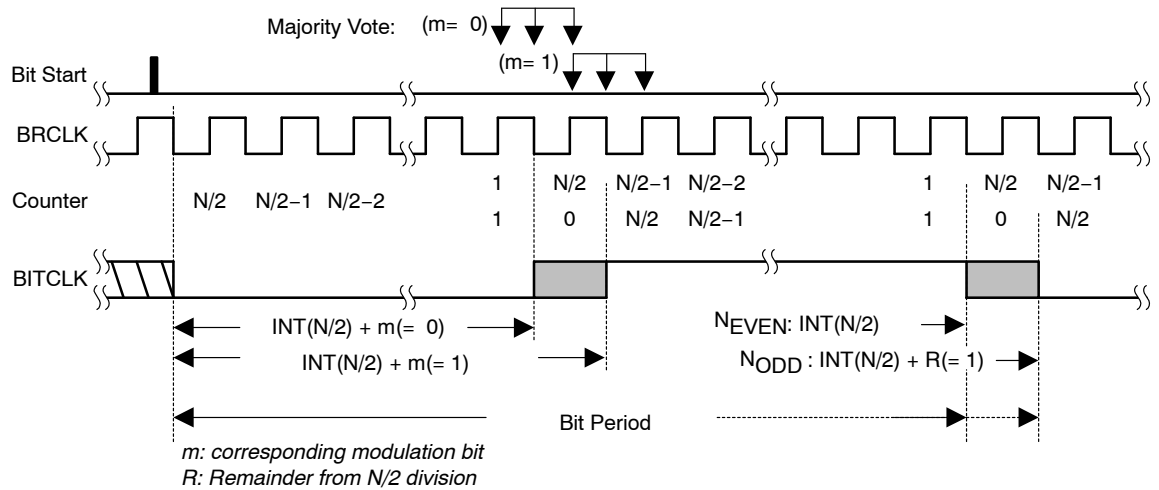 Majority Vote: (m= 0)
(m= 1)
Bit Start
BRCLK
Counter
1 N/2 N/2−1 N/2−2 1 N/2 N/2−1
N/2 N/2−1 N/2−2
1 0 N/2 N/2−1 1 0 N/2
BITCLK
INT(N/2) + m(= 0)
NEVEN: INT(N/2)
INT(N/2) + m(= 1)
NODD : INT(N/2) + R(= 1)
Bit Period
m: corresponding modulation bit
R: Remainder from N/2 division